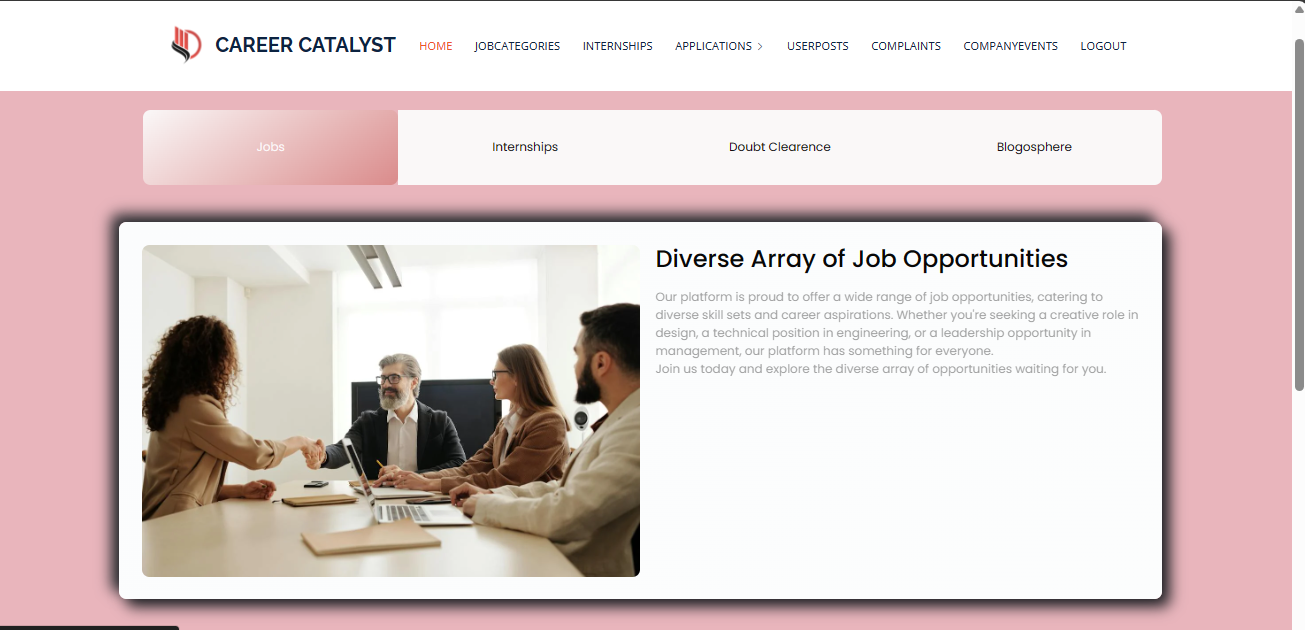 CAREER CATALYST
HOME
JOBCATEGORIES
INTERNSHIPS
APPLICATIONS
USERPOSTS
COMPLAINTS
COMPANYEVENTS
LOGOUT
Jobs
Internships
Doubt Clearence
Blogosphere
Diverse Array of Job Opportunities
Our platform is proud to offer a wide range of job opportunities, catering to
diverse skill sets and career aspirations. Whether you're seeking a creative role in
design, a technical position in engineering, or a leadership opportunity in
management, our platform has something for everyone.
Join us today and explore the diverse array of opportunities waiting for you.